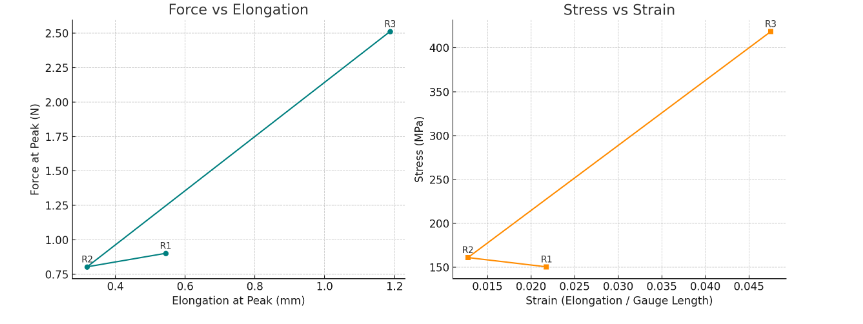 Force vs Elongation
2.50
2.25
2.00
1.75
1.50
1.25
1.00
0.75
Force at Peak (N)
R3
R2
R1
0.4 0.6 0.8 1.0 1.2
Elongation at Peak (mm)
Stress vs Strain
400
350
300
250
200
150
Stress (MPa)
R3
R2
R1
0.015 0.020 0.025 0.030 0.035 0.040 0.045
Strain (Elongation / Gauge Length)